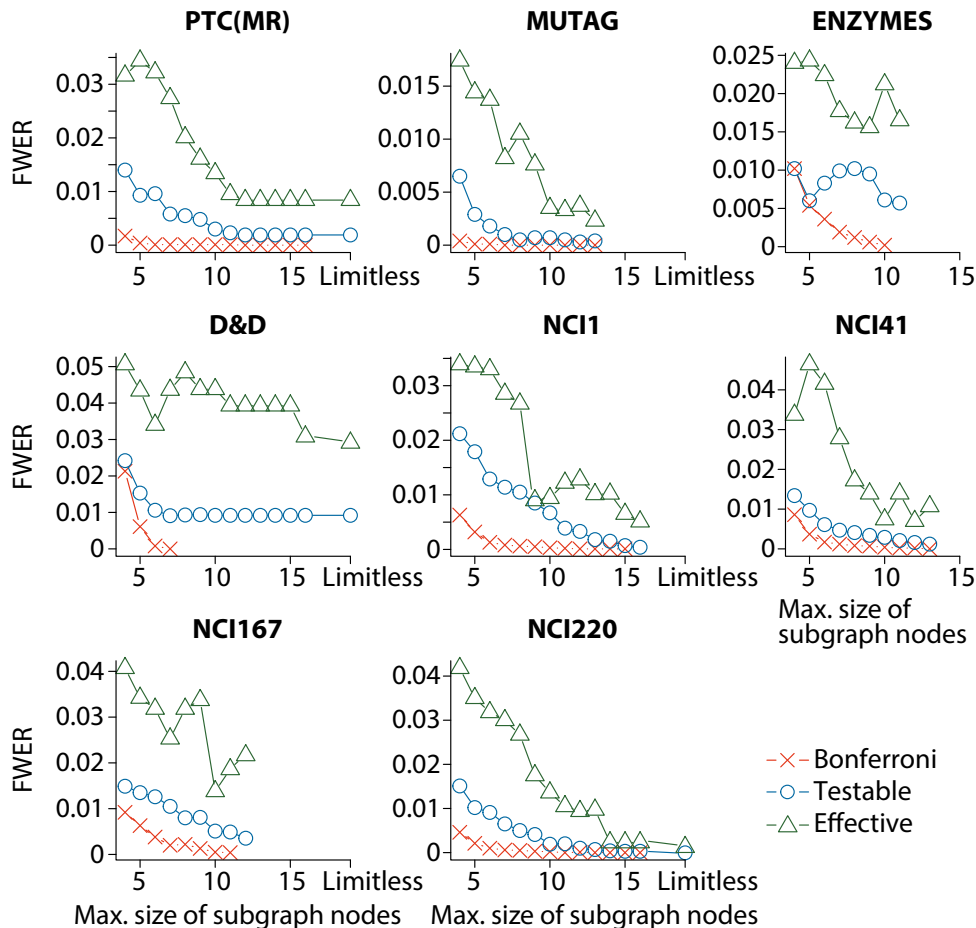 PTC(MR)
MUTAG
ENZYMES
FWER
0.03
0.02
0.01
0
5
10
15
Limitless
0.015
0.010
0.005
0
5
10
15
Limitless
0.025
0.020
0.015
0.010
0.005
0
5
10
15
D&D
NCI1
NCI41
FWER
0.05
0.04
0.03
0.02
0.01
0
5
10
15
Limitless
0.03
0.02
0.01
0
5
10
15
Limitless
0.04
0.03
0.02
0.01
0
5
10
15
Max. size of
subgraph nodes
NCI167
NCI220
FWER
0.04
0.03
0.02
0.01
0
5
10
15
Limitless
Max. size of subgraph nodes
0.04
0.03
0.02
0.01
0
5
10
15
Limitless
Max. size of subgraph nodes
Bonferroni
Testable
Effective